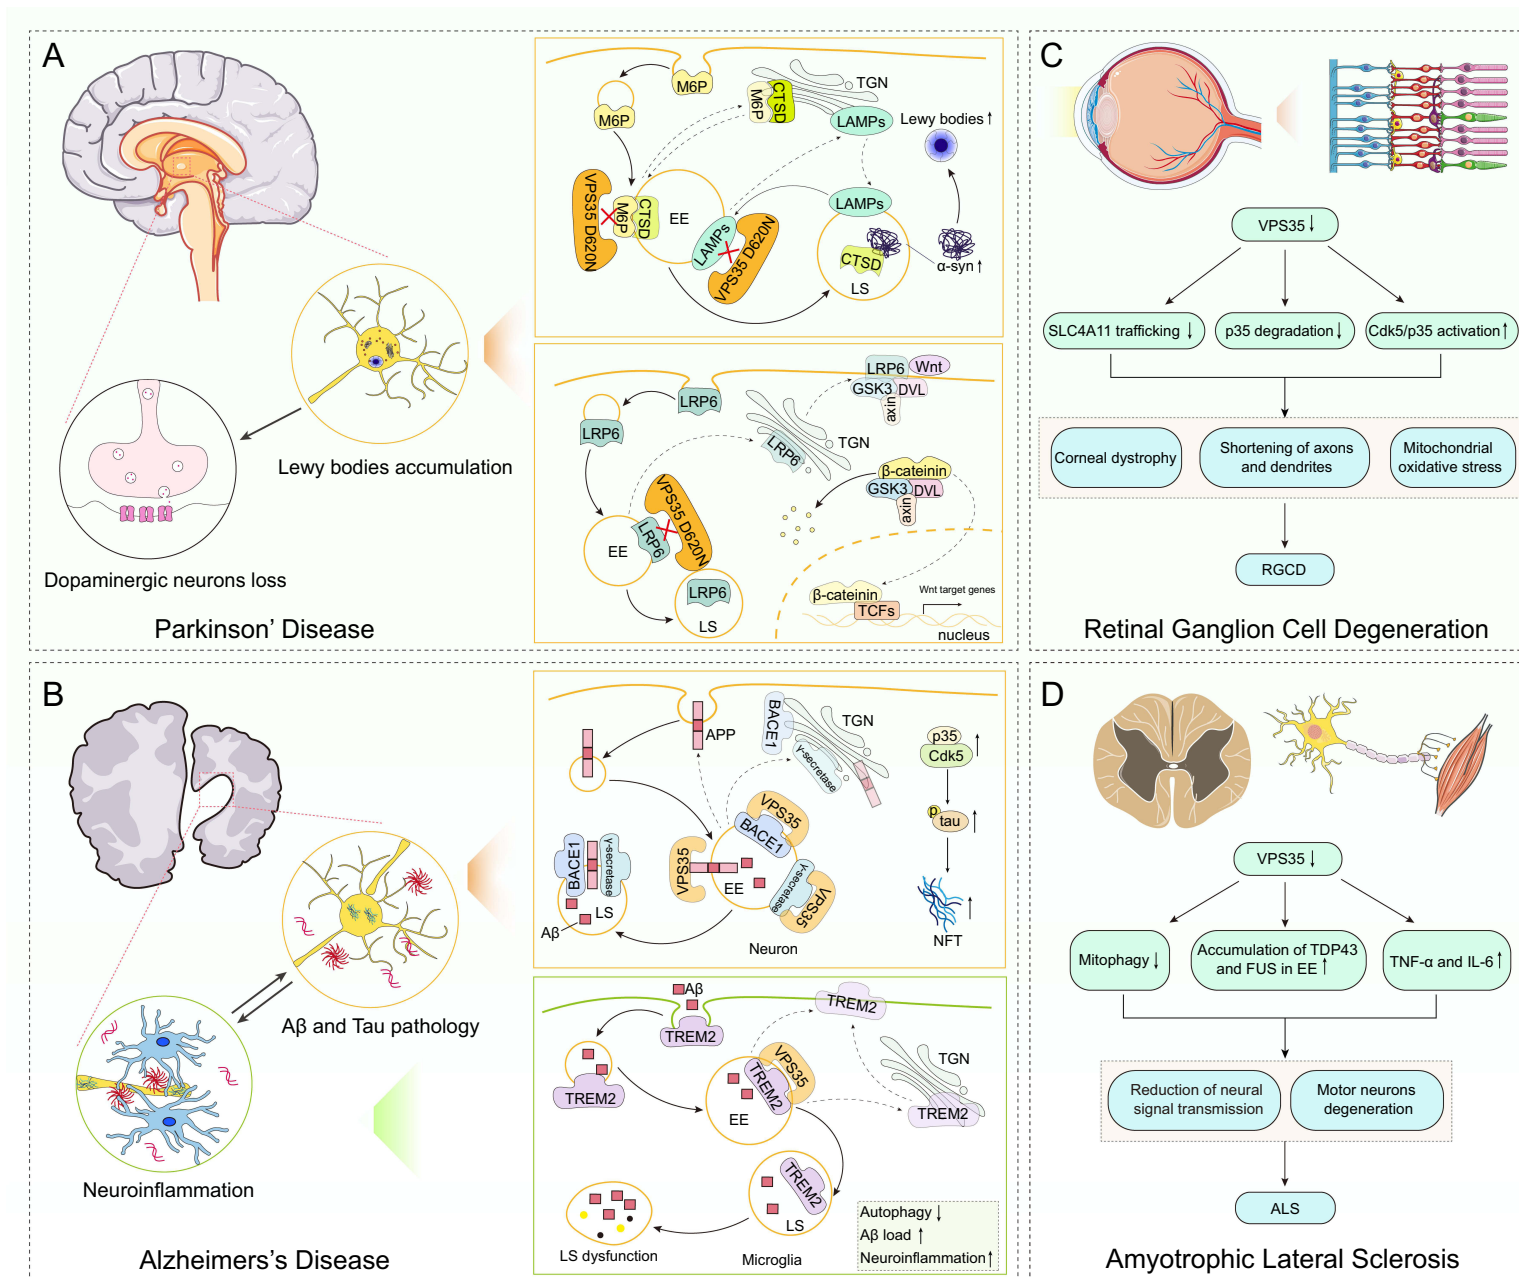 A
M6P
TGN
M6P
CTSD
M6P
LAMPs
Lewy bodies ↑
VPS35 D620N
M6P
CTSD
EE
LAMPs
VPS35 D620N
LAMPs
CTSD
LS
α-syn ↑
Lewy bodies accumulation
Dopaminergic neurons loss
LRP6
LRP6
LRP6
Wnt
GSK3
DVL
axin
TGN
LRP6
β-cateinin
GSK3
DVL
axin
EE
LRP6
VPS35 D620N
LRP6
LS
β-cateinin
TCFs
Wnt target genes
nucleus
Parkinson’ Disease
B
APP
BACE1
TGN
γ-secretase
p35
Cdk5
↑
p
tau
↑
NFT
↑
VPS35
BACE1
VPS35
EE
γ-secretase
VPS35
BACE1
γ-secretase
LS
Aβ
Neuron
Aβ and Tau pathology
Neuroinflammation
Aβ
TREM2
TREM2
TREM2
EE
TREM2
VPS35
TGN
TREM2
TREM2
LS
LS dysfunction
Microglia
Autophagy ↓
Aβ load ↑
Neuroinflammation ↑
Alzheimers’s Disease
C
VPS35 ↓
SLC4A11 trafficking ↓
p35 degradation ↓
Cdk5/p35 activation ↑
Corneal dystrophy
Shortening of axons
and dendrites
Mitochondrial
oxidative stress
RGCD
Retinal Ganglion Cell Degeneration
D
VPS35 ↓
Mitophagy ↓
Accumulation of TDP43
and FUS in EE ↑
TNF-α and IL-6 ↑
Reduction of neural
signal transmission
Motor neurons
degeneration
ALS
Amyotrophic Lateral Sclerosis